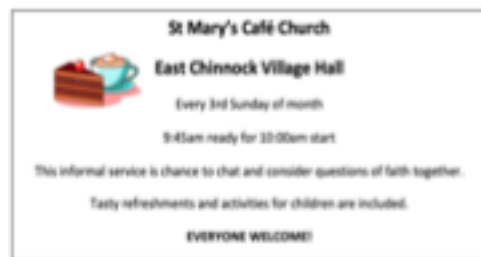 St Mary's Café Church
East Chinnock Village Hall
Every 3rd Sunday of month
9:45am ready for 10:00am start
This informal service is chance to chat and consider questions of faith together.
Tasty refreshments and activities for children are included.
EVERYONE WELCOME!